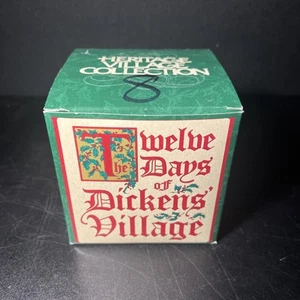 HERITAGE
VILLAGE
COLLECTION
8
The Twelve
Days
of
Dickens'
Village